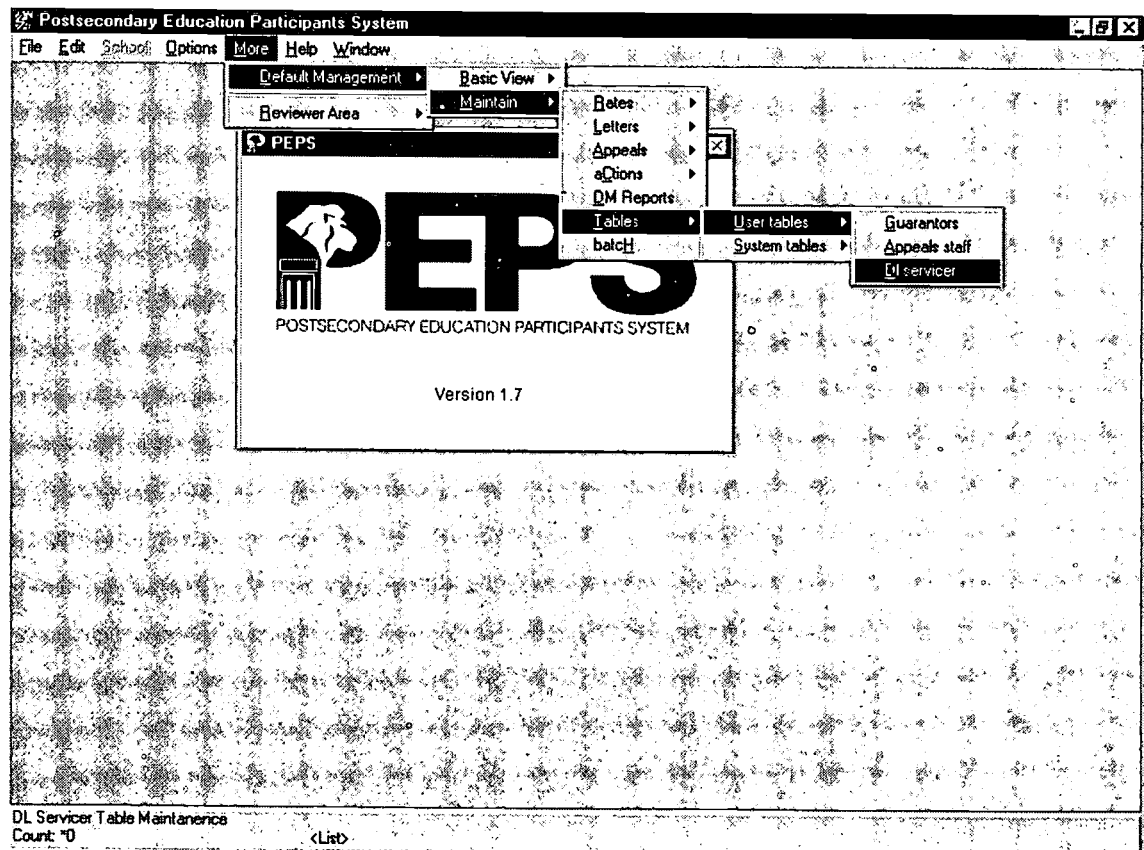 Postsecondary Education Participants System
File Edit School Options More Help Window
Default Management
Reviewer Area
Basic View
Maintain
Rates
Letters
Appeals
aCtions
DM Reports
Tables
batcH
User tables
System tables
Guarantors
Appeals staff
Dl servicer
PEPS
PEPS
POSTSECONDARY EDUCATION PARTICIPANTS SYSTEM
Version 1.7
DL Servicer Table Maintanence
Count: *0 <List>